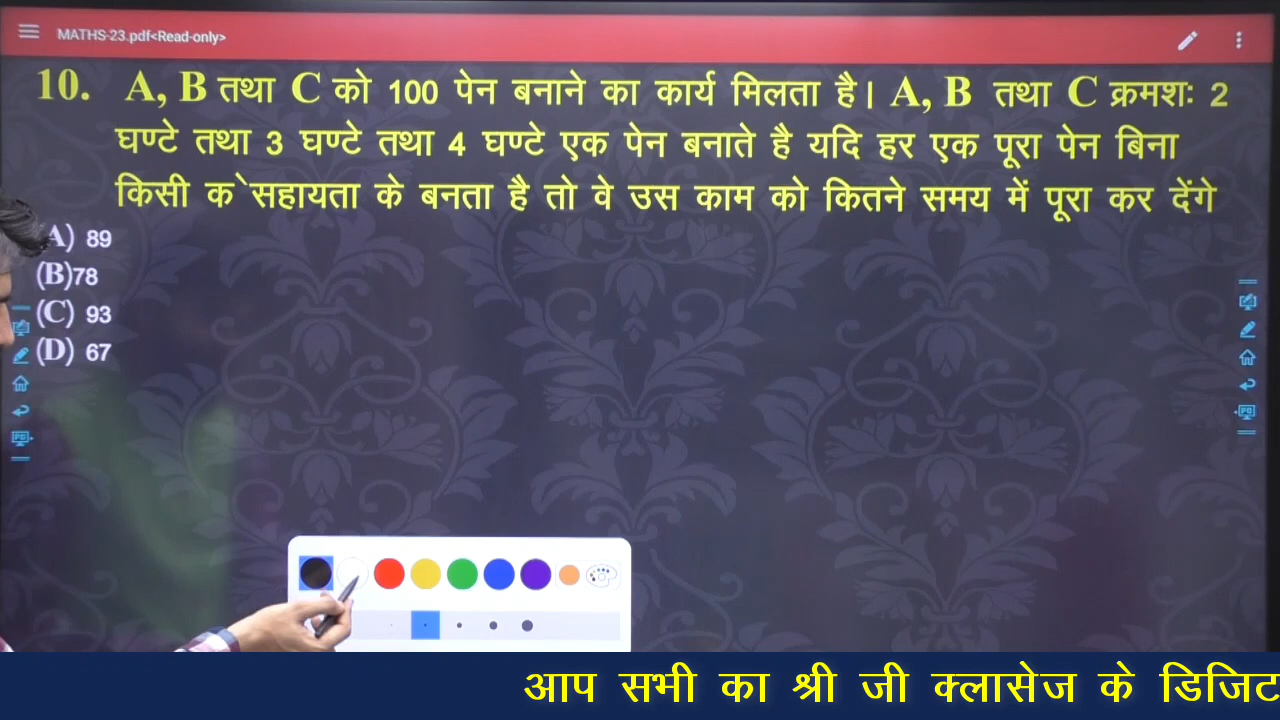 MATHS-23.pdf<Read-only>
10. A, B तथा C को 100 पेन बनाने का कार्य मिलता है। A, B तथा C क्रमशः 2
घण्टे तथा 3 घण्टे तथा 4 घण्टे एक पेन बनाते है यदि हर एक पूरा पेन बिना
किसी क`े सहायता के बनता है तो वे उस काम को कितने समय में पूरा कर देंगे
A) 89
(B)78
(C) 93
(D) 67
आप सभी का श्री जी क्लासेज के डिजिट